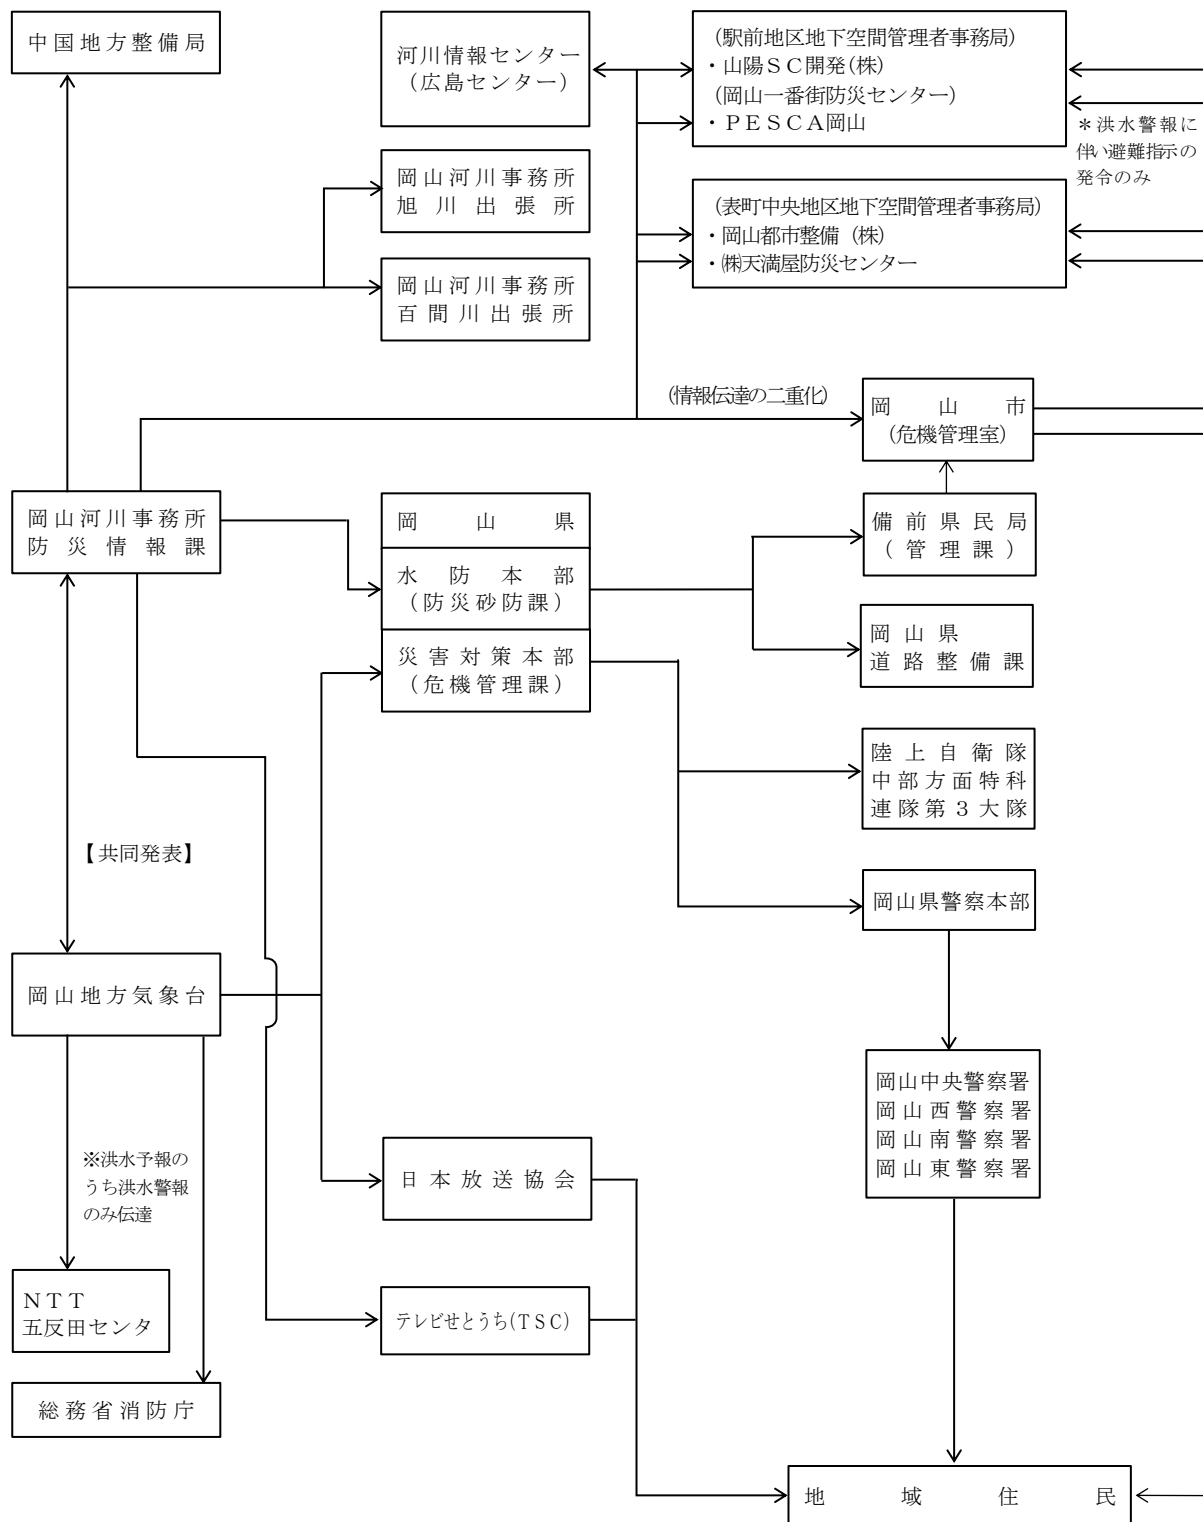 中国地方整備局
河川情報センター
（広島センター）
(駅前地区地下空間管理者事務局)
・山陽ＳＣ開発(株)
(岡山一番街防災センター)
・ＰＥＳＣＡ岡山
＊洪水警報に
伴い避難指示の
発令のみ
岡山河川事務所
旭川出張所
(表町中央地区地下空間管理者事務局)
・岡山都市整備（株）
・㈱天満屋防災センター
岡山河川事務所
百間川出張所
(情報伝達の二重化)
岡山市
（危機管理室）
岡山河川事務所
防災情報課
岡山県
水防本部
（防災砂防課）
災害対策本部
（危機管理課）
備前県民局
（管理課）
岡山県
道路整備課
陸上自衛隊
中部方面特科
連隊第３大隊
【共同発表】
岡山県警察本部
岡山地方気象台
岡山中央警察署
岡山西警察署
岡山南警察署
岡山東警察署
※洪水予報の
うち洪水警報
のみ伝達
日本放送協会
ＮＴＴ
五反田センタ
テレビせとうち(ＴＳＣ)
総務省消防庁
地域住民